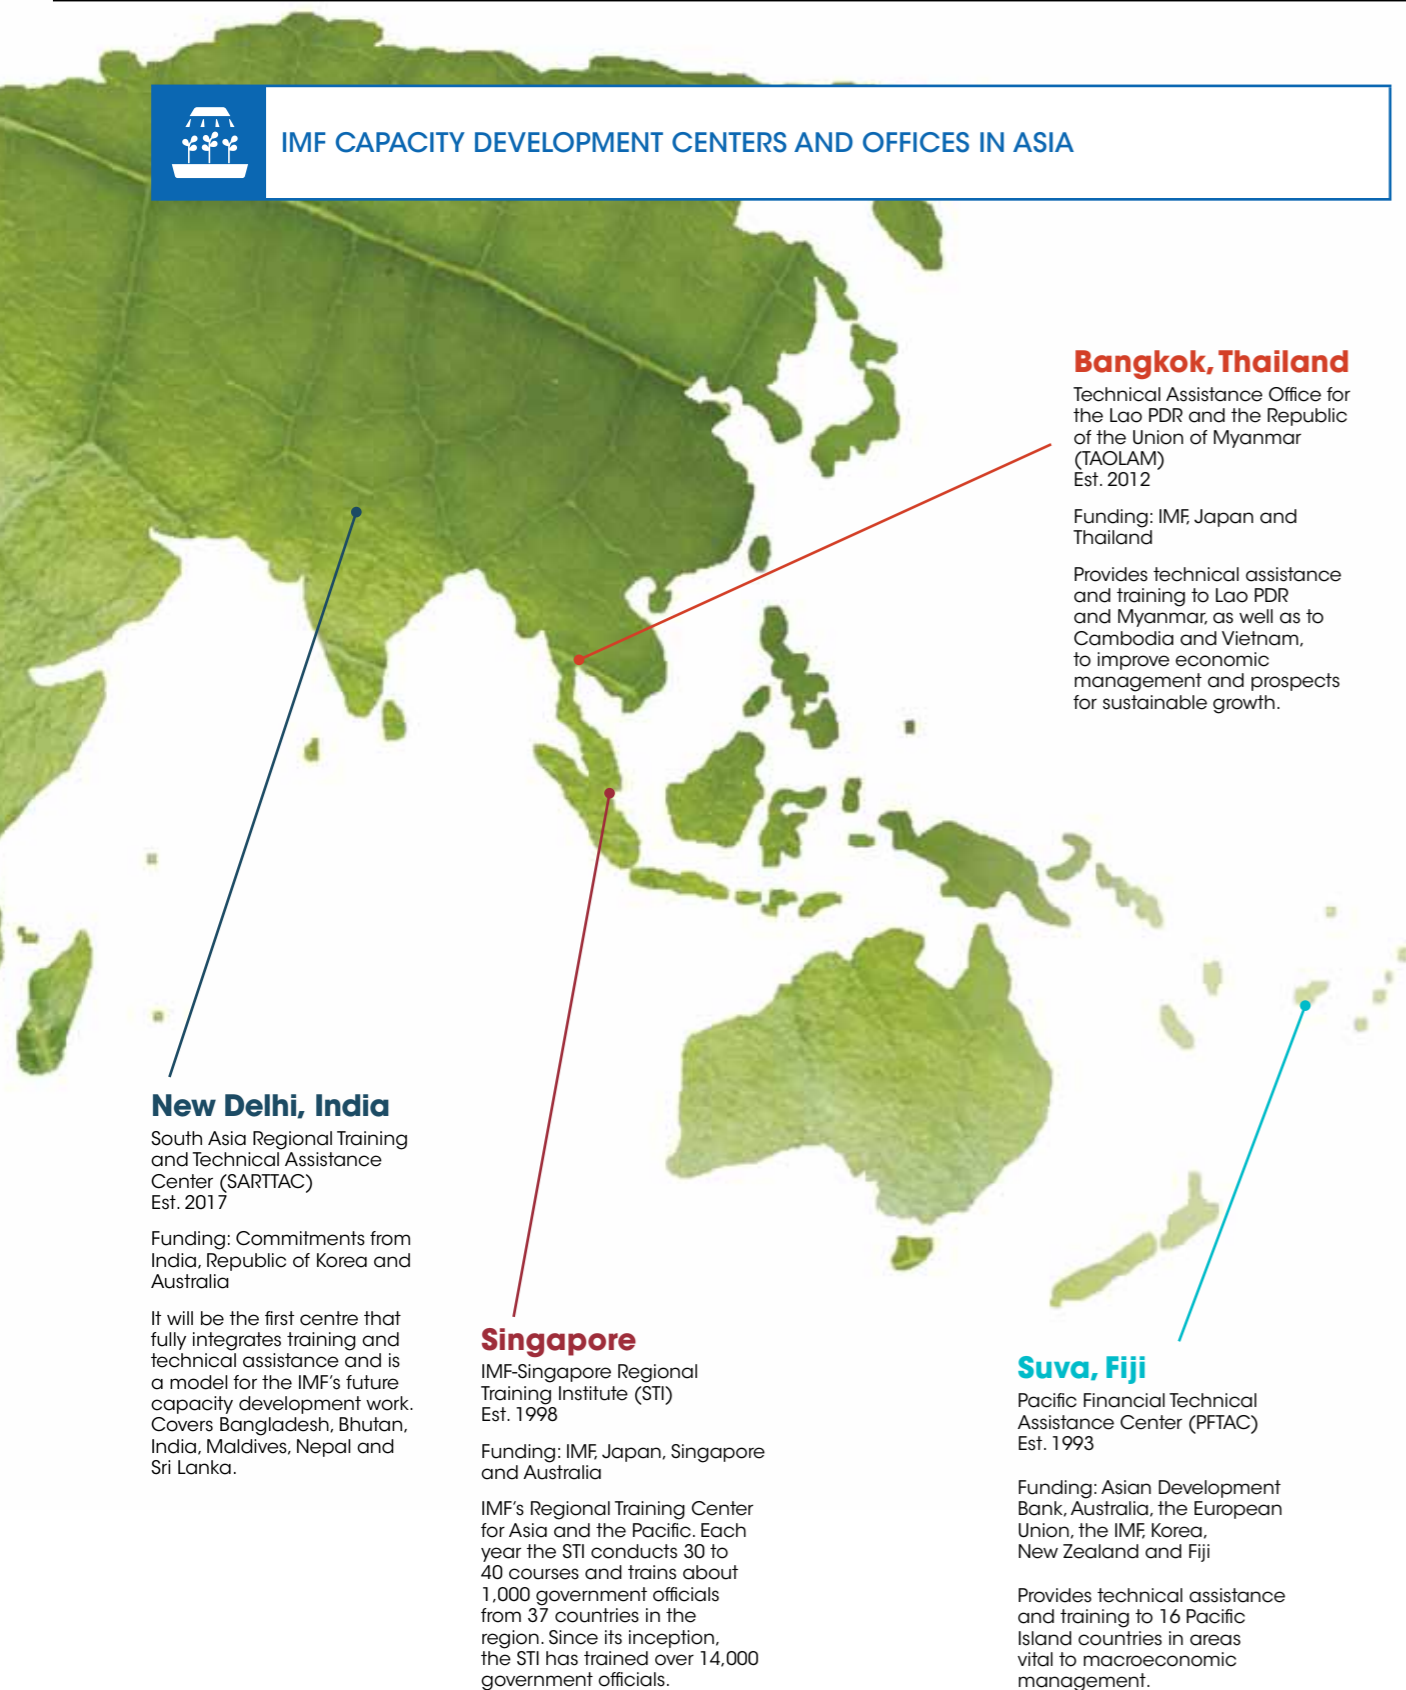 IMF CAPACITY DEVELOPMENT CENTERS AND OFFICES IN ASIA
Bangkok, Thailand
Technical Assistance Office for
the Lao PDR and the Republic
of the Union of Myanmar
(TAOLAM)
Est. 2012
Funding: IMF, Japan and
Thailand
Provides technical assistance
and training to Lao PDR
and Myanmar, as well as to
Cambodia and Vietnam,
to improve economic
management and prospects
for sustainable growth.
New Delhi, India
South Asia Regional Training
and Technical Assistance
Center (SARTTAC)
Est. 2017
Funding: Commitments from
India, Republic of Korea and
Australia
It will be the first centre that
fully integrates training and
technical assistance and is
a model for the IMF's future
capacity development work.
Covers Bangladesh, Bhutan,
India, Maldives, Nepal and
Sri Lanka.
Singapore
IMF-Singapore Regional
Training Institute (STI)
Est. 1998
Funding: IMF, Japan, Singapore
and Australia
IMF's Regional Training Center
for Asia and the Pacific. Each
year the STI conducts 30 to
40 courses and trains about
1,000 government officials
from 37 countries in the
region. Since its inception,
the STI has trained over 14,000
government officials.
Suva, Fiji
Pacific Financial Technical
Assistance Center (PFTAC)
Est. 1993
Funding: Asian Development
Bank, Australia, the European
Union, the IMF, Korea,
New Zealand and Fiji
Provides technical assistance
and training to 16 Pacific
Island countries in areas
vital to macroeconomic
management.